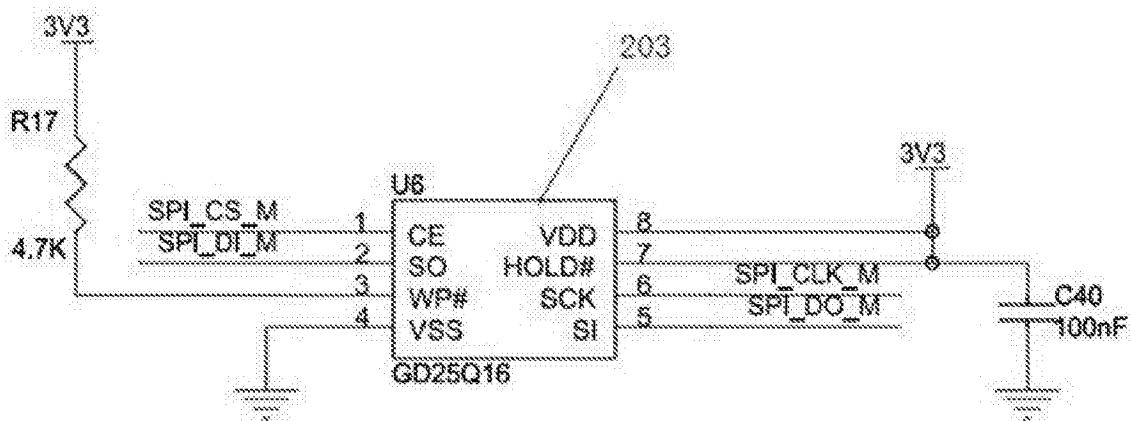 3V3
203
R17
4.7K
3V3
U6
SPI_CS_M
SPI_DI_M
1
2
3
4
CE
SO
WP#
VSS
VDD
HOLD#
SCK
SI
8
7
6
5
SPI_CLK_M
SPI_DO_M
GD25Q16
C40
100nF